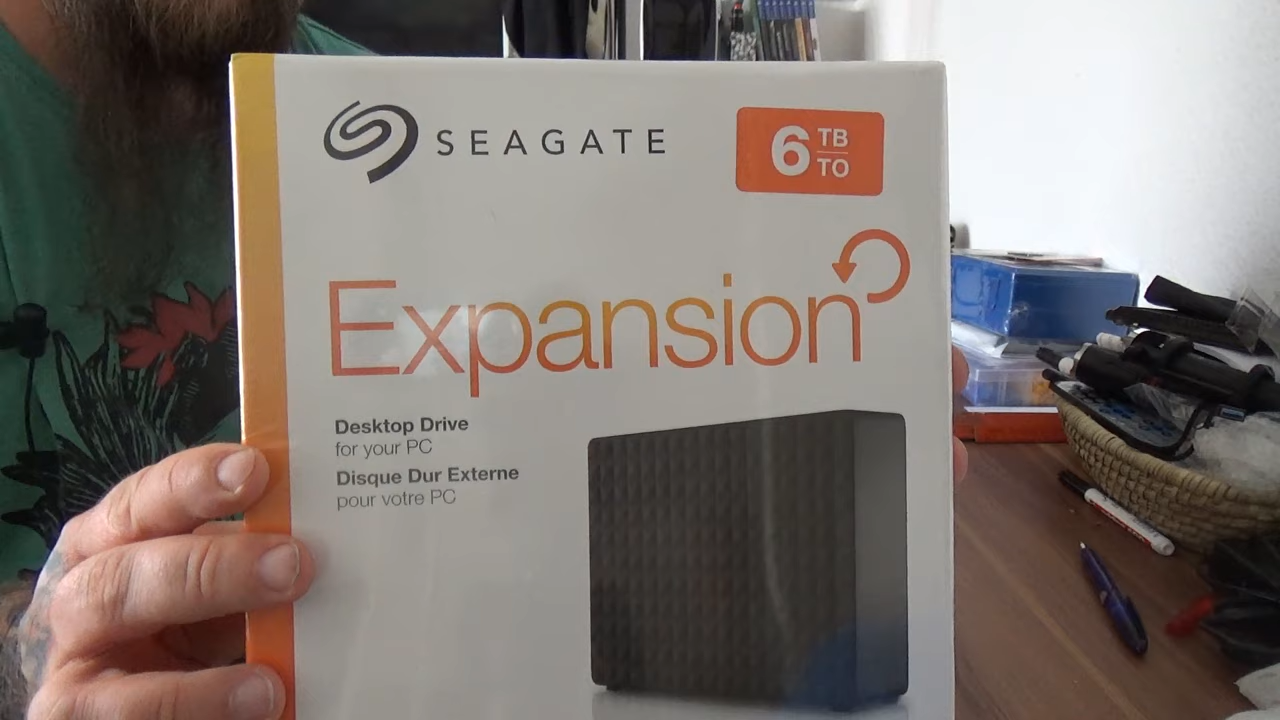 SEAGATE
6 TB
TO
Expansion
Desktop Drive
for your PC
Disque Dur Externe
pour votre PC